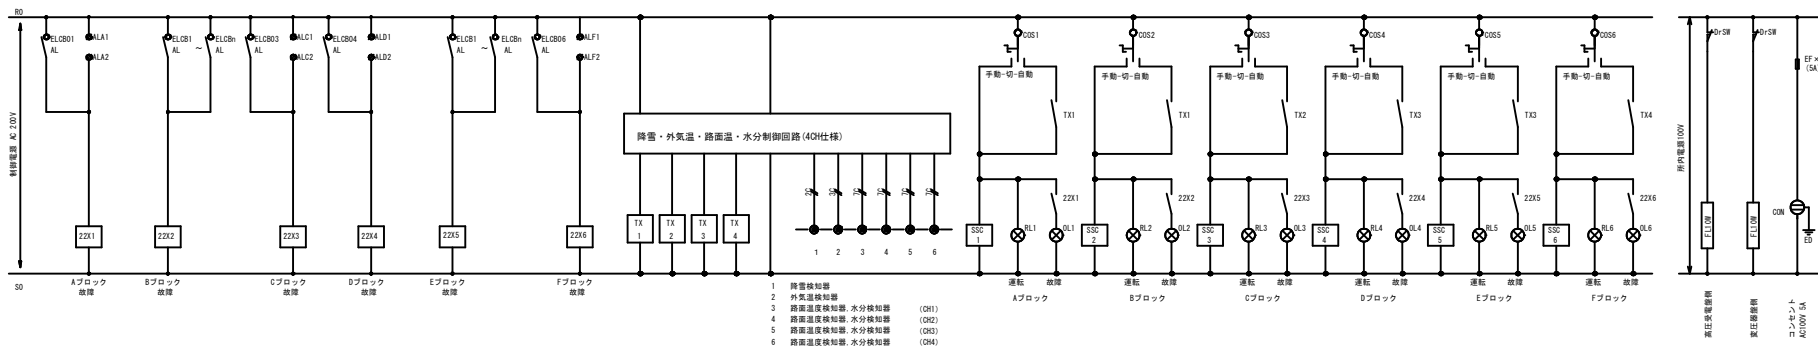 R0
制御電源 AC 200V
S0
ELCB01
AL
ALA1
ALA2
22X1
Aブロック
故障
ELCB1
AL
～
ELCBn
AL
22X2
Bブロック
故障
ELCB03
AL
ALC1
ALC2
22X3
Cブロック
故障
ELCB04
AL
ALD1
ALD2
22X4
Dブロック
故障
ELCB1
AL
～
ELCBn
AL
22X5
Eブロック
故障
ELCB06
AL
ALF1
ALF2
22X6
Fブロック
故障
降雪・外気温・路面温・水分制御回路(4CH仕様)
TX
1
TX
2
TX
3
TX
4
2C
3C
7C
7C
7C
7C
1 2 3 4 5 6
1 降雪検知器
2 外気温検知器
3 路面温度検知器,水分検知器 (CH1)
4 路面温度検知器,水分検知器 (CH2)
5 路面温度検知器,水分検知器 (CH3)
6 路面温度検知器,水分検知器 (CH4)
COS1
手動-切-自動
TX1
22X1
SSC
1
RL1
OL1
運転 故障
Aブロック
COS2
手動-切-自動
TX1
22X2
SSC
2
RL2
OL2
運転 故障
Bブロック
COS3
手動-切-自動
TX2
22X3
SSC
3
RL3
OL3
運転 故障
Cブロック
COS4
手動-切-自動
TX3
22X4
SSC
4
RL4
OL4
運転 故障
Dブロック
COS5
手動-切-自動
TX3
22X5
SSC
5
RL5
OL5
運転 故障
Eブロック
COS6
手動-切-自動
TX4
22X6
SSC
6
RL6
OL6
運転 故障
Fブロック
所内電源100V
DrSW
FL10W
高圧受電盤側
DrSW
FL10W
変圧器盤側
EF×
(5A
CON
ED
コンセント
AC100V 5A